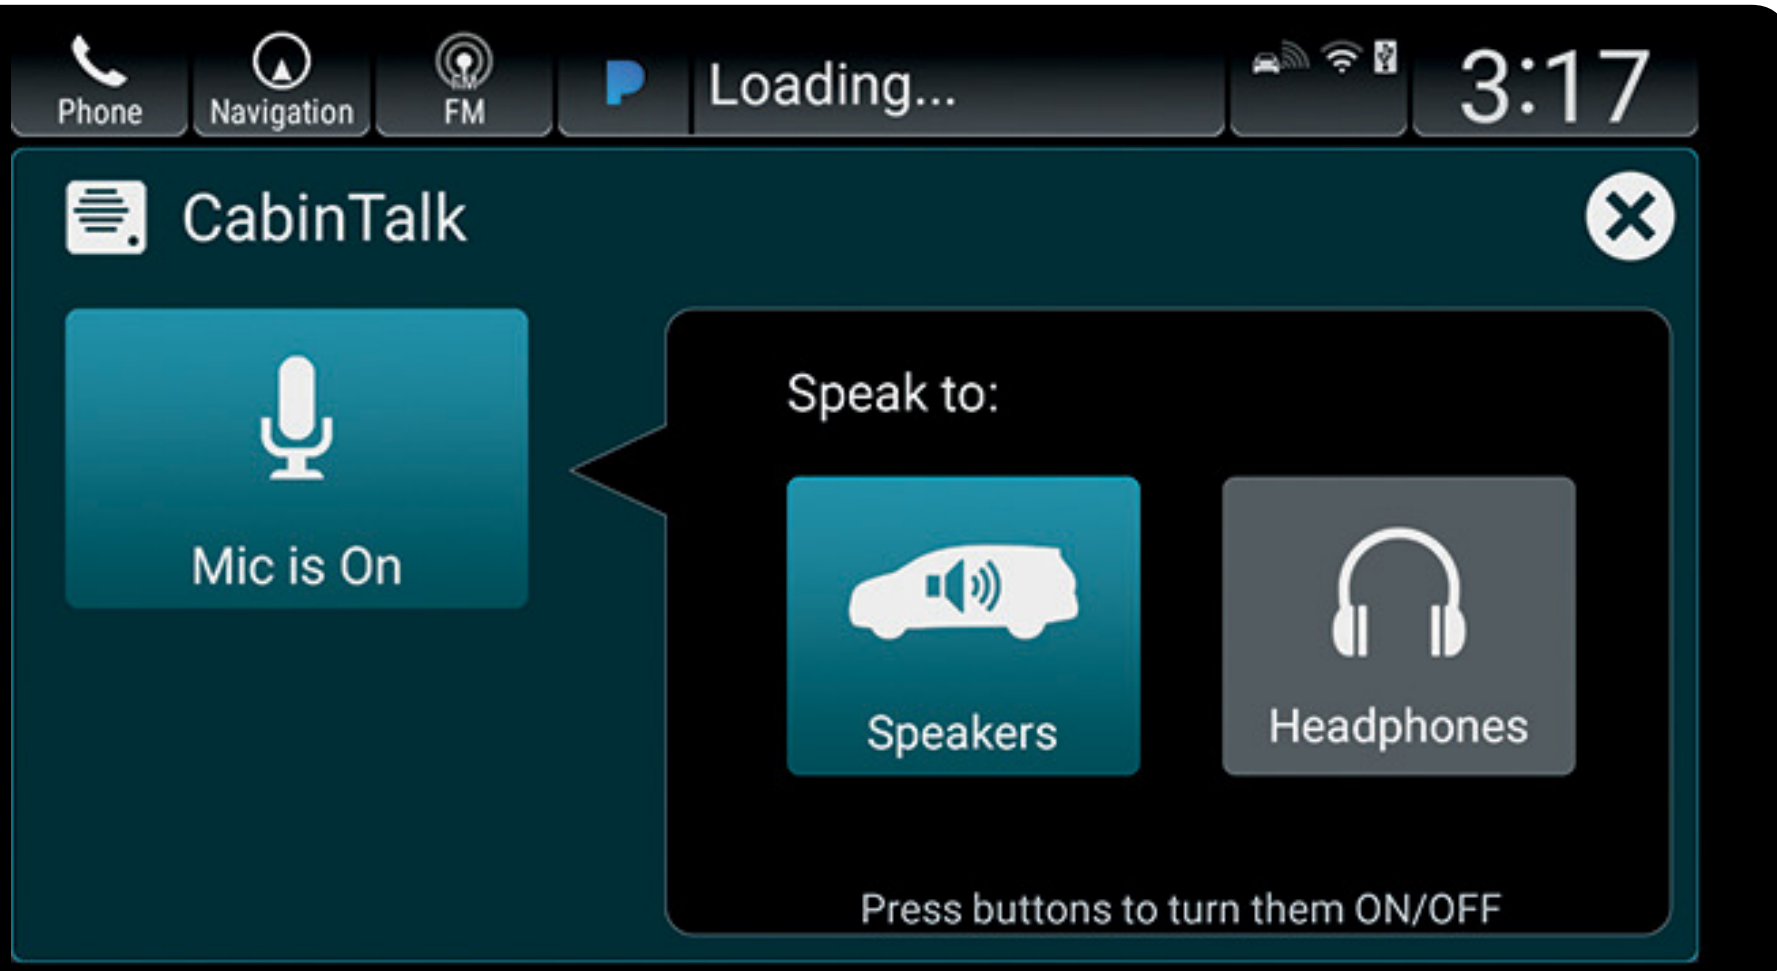 Phone
Navigation
FM
Loading...
3:17
CabinTalk
Mic is On
Speak to:
Speakers
Headphones
Press buttons to turn them ON/OFF